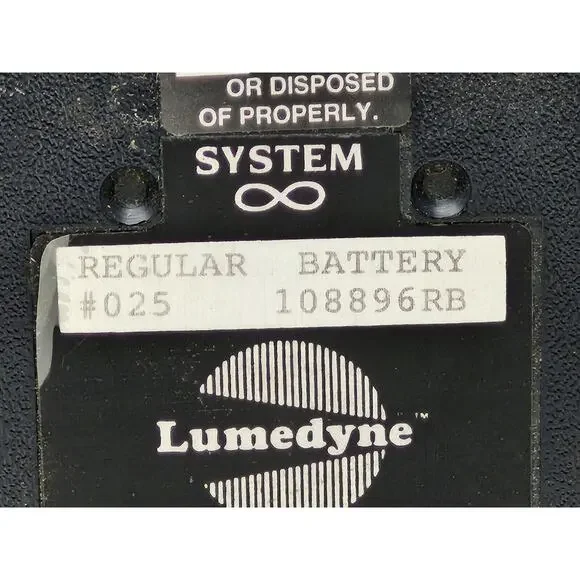 OR DISPOSED
OF PROPERLY.
SYSTEM
∞
REGULAR BATTERY
#025 108896RB
Lumedyne™